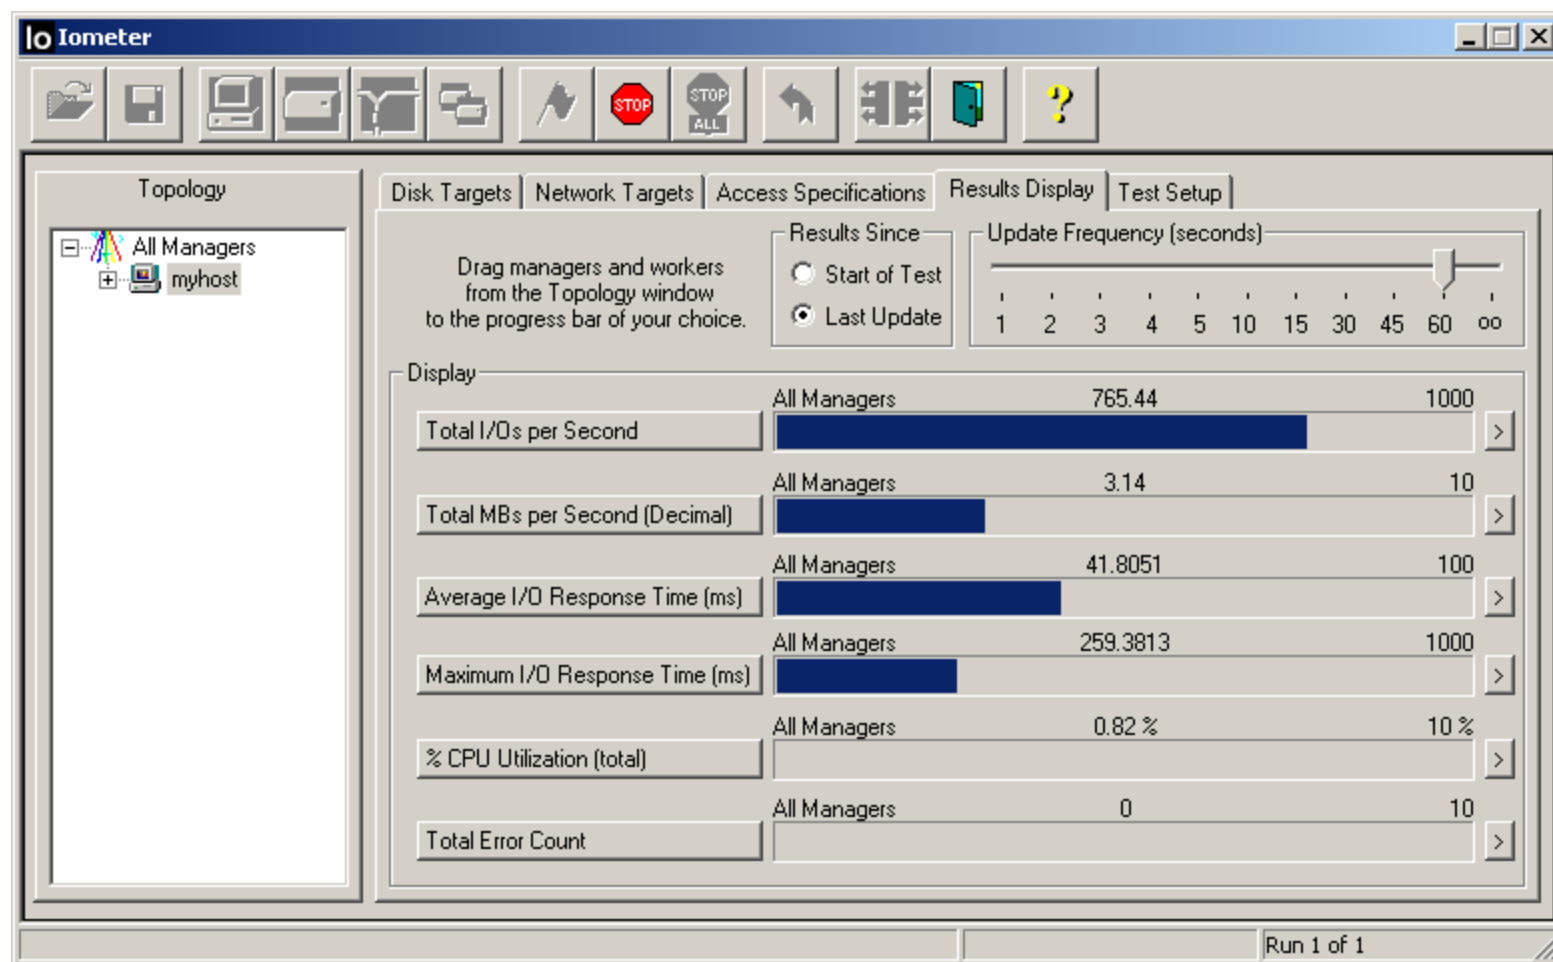 Io Iometer
STOP
STOP
ALL
?
Topology
All Managers
myhost
Disk Targets
Network Targets
Access Specifications
Results Display
Test Setup
Drag managers and workers
from the Topology window
to the progress bar of your choice.
Results Since
Start of Test
Last Update
Update Frequency (seconds)
1 2 3 4 5 10 15 30 45 60 oo
Display
All Managers 765.44 1000
Total I/Os per Second >
All Managers 3.14 10
Total MBs per Second (Decimal) >
All Managers 41.8051 100
Average I/O Response Time (ms) >
All Managers 259.3813 1000
Maximum I/O Response Time (ms) >
All Managers 0.82 % 10 %
% CPU Utilization (total) >
All Managers 0 10
Total Error Count >
Run 1 of 1